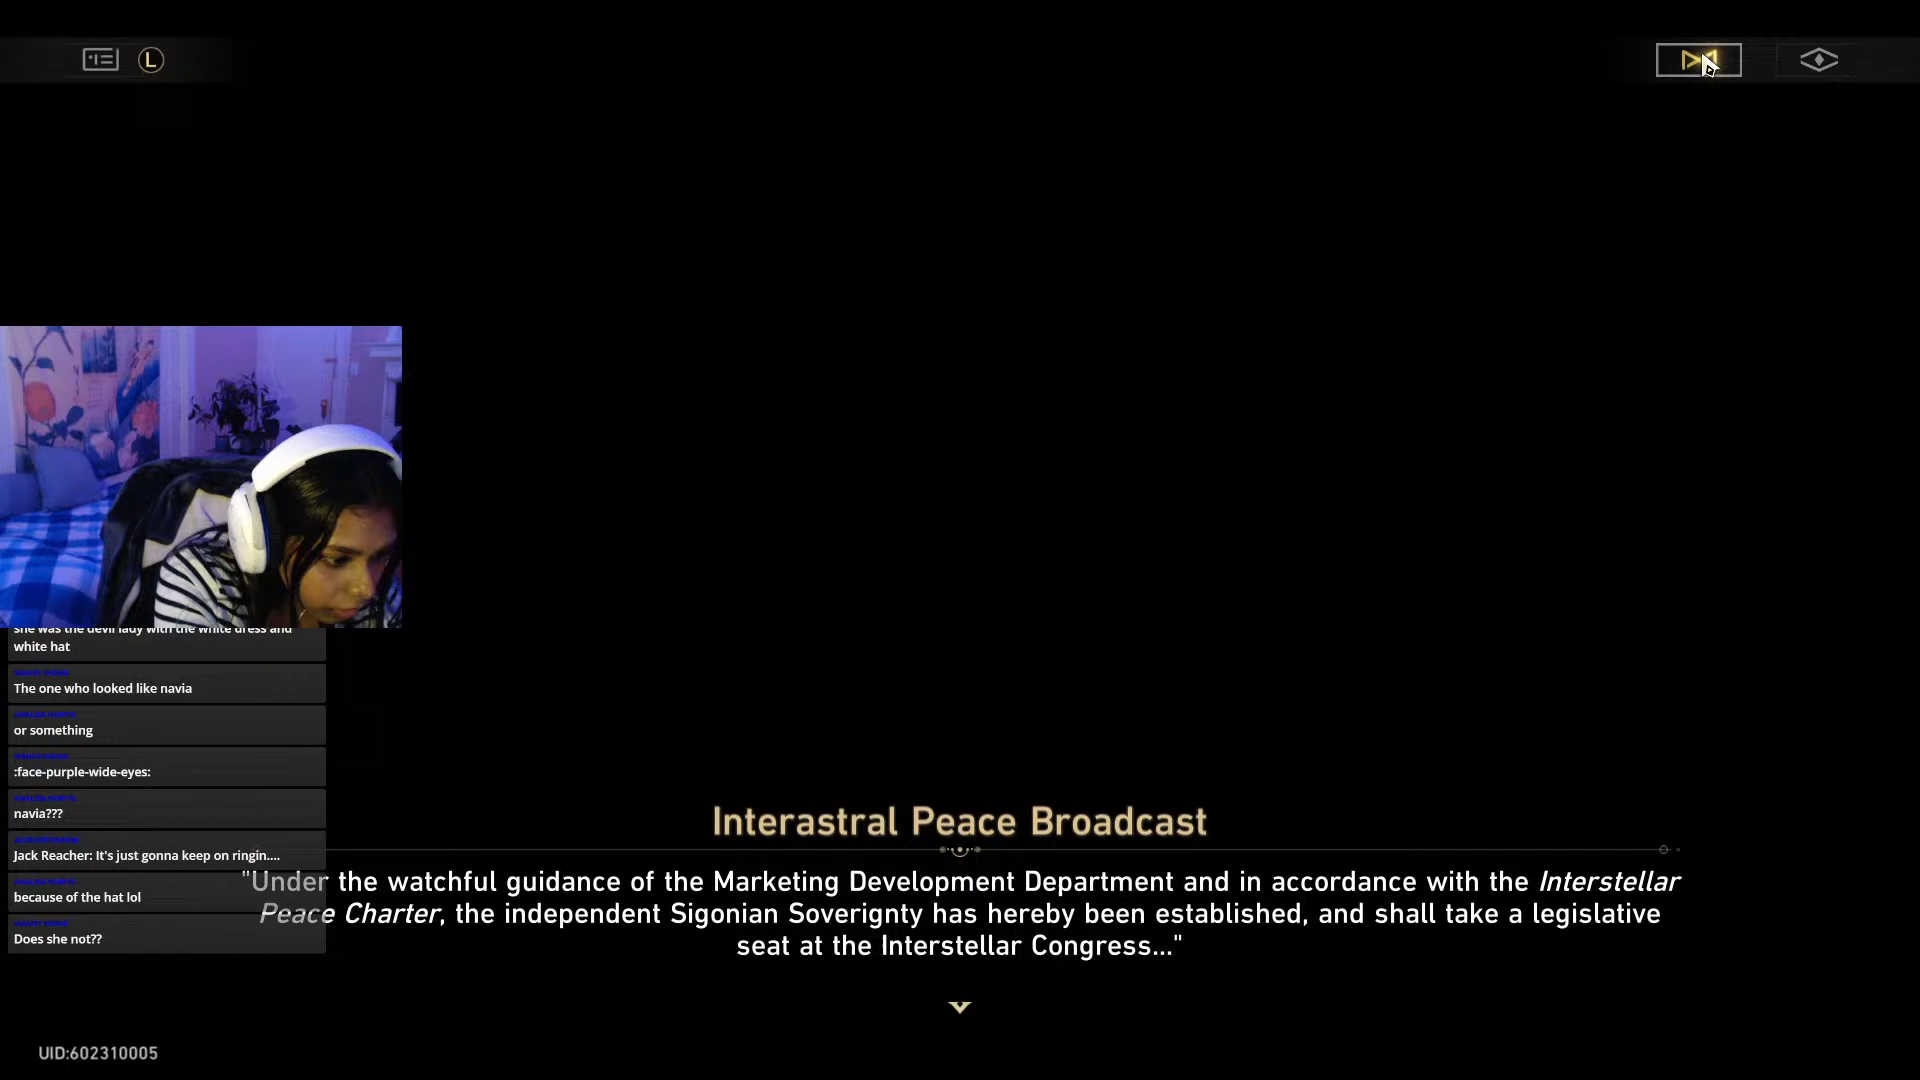 L
she was the devil lady with the white dress and
white hat
The one who looked like navia
or something
:face-purple-wide-eyes:
navia???
Jack Reacher: It's just gonna keep on ringin....
because of the hat lol
Does she not??
Interastral Peace Broadcast
"Under the watchful guidance of the Marketing Development Department and in accordance with the Interstellar
Peace Charter, the independent Sigonian Soverignty has hereby been established, and shall take a legislative
seat at the Interstellar Congress..."
UID:602310005